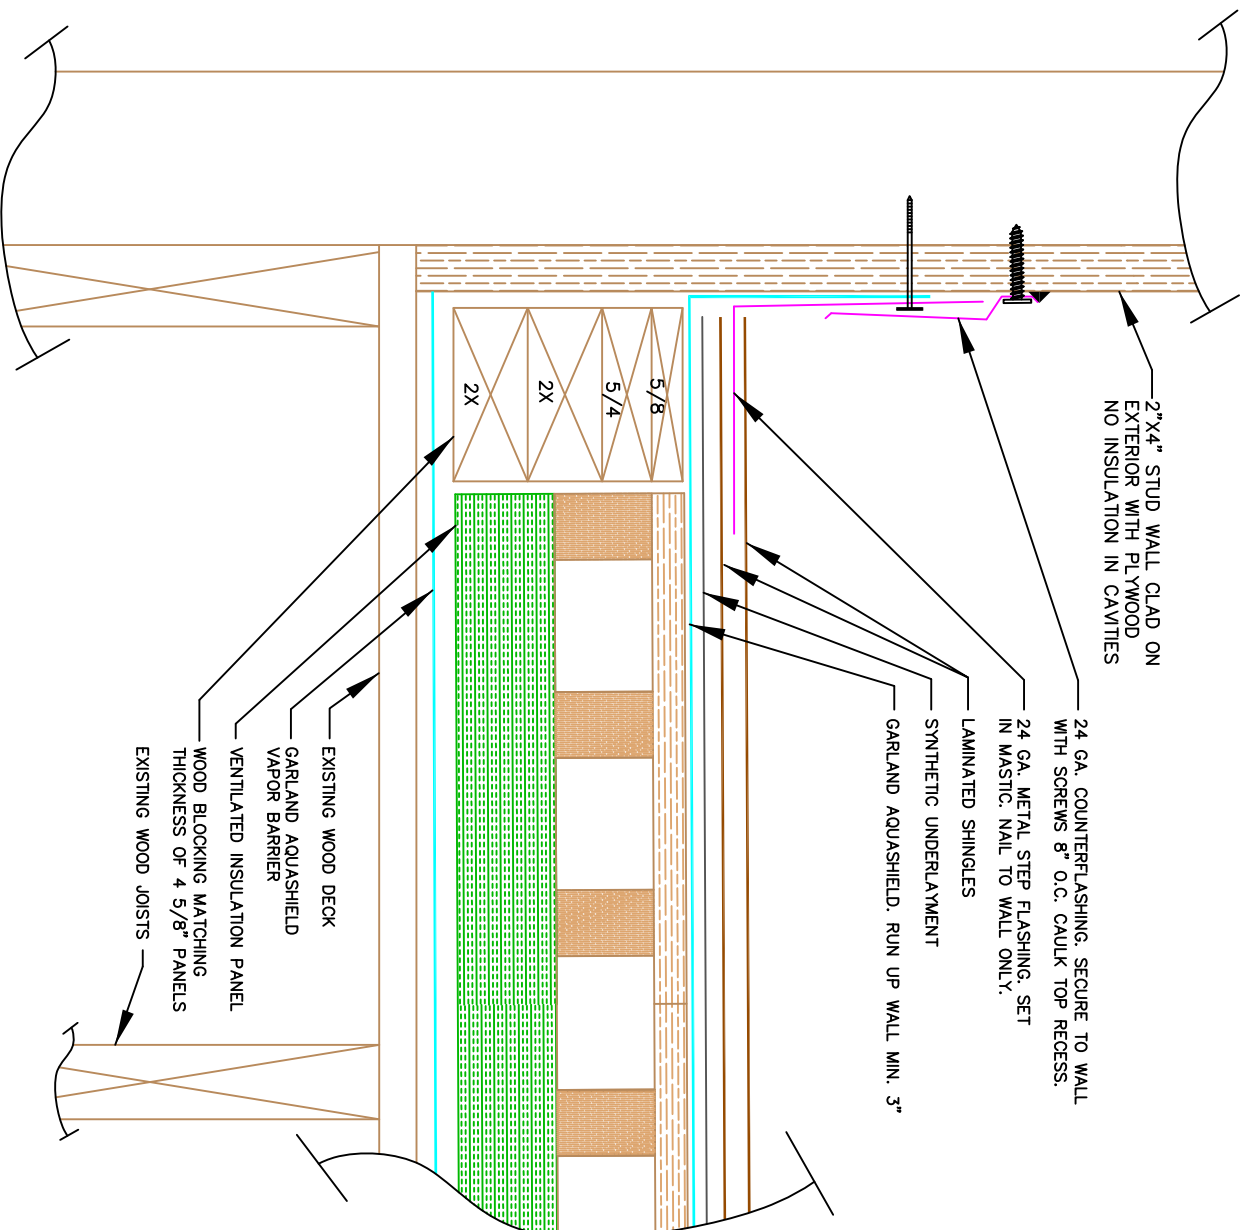 2"X4" STUD WALL CLAD ON
EXTERIOR WITH PLYWOOD
NO INSULATION IN CAVITIES
24 GA. COUNTERFLASHING. SECURE TO WALL
WITH SCREWS 8" O.C. CAULK TOP RECESS.
24 GA. METAL STEP FLASHING. SET
IN MASTIC. NAIL TO WALL ONLY.
LAMINATED SHINGLES
SYNTHETIC UNDERLAYMENT
GARLAND AQUASHIELD. RUN UP WALL MIN. 3"
5/8
5/4
2X
2X
EXISTING WOOD DECK
GARLAND AQUASHIELD
VAPOR BARRIER
VENTILATED INSULATION PANEL
WOOD BLOCKING MATCHING
THICKNESS OF 4 5/8" PANELS
EXISTING WOOD JOISTS